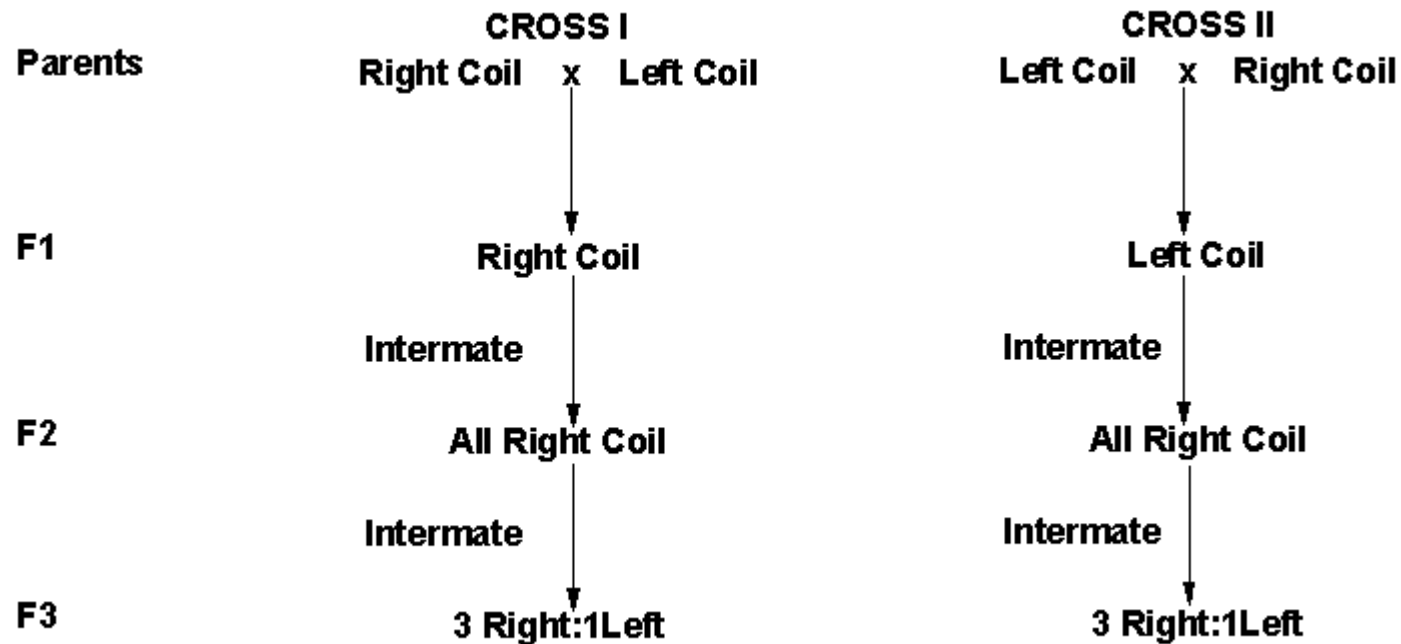 CROSS I CROSS II
Parents Right Coil x Left Coil Left Coil x Right Coil
F1 Right Coil Left Coil
Intermate Intermate
F2 All Right Coil All Right Coil
Intermate Intermate
F3 3 Right:1Left 3 Right:1Left